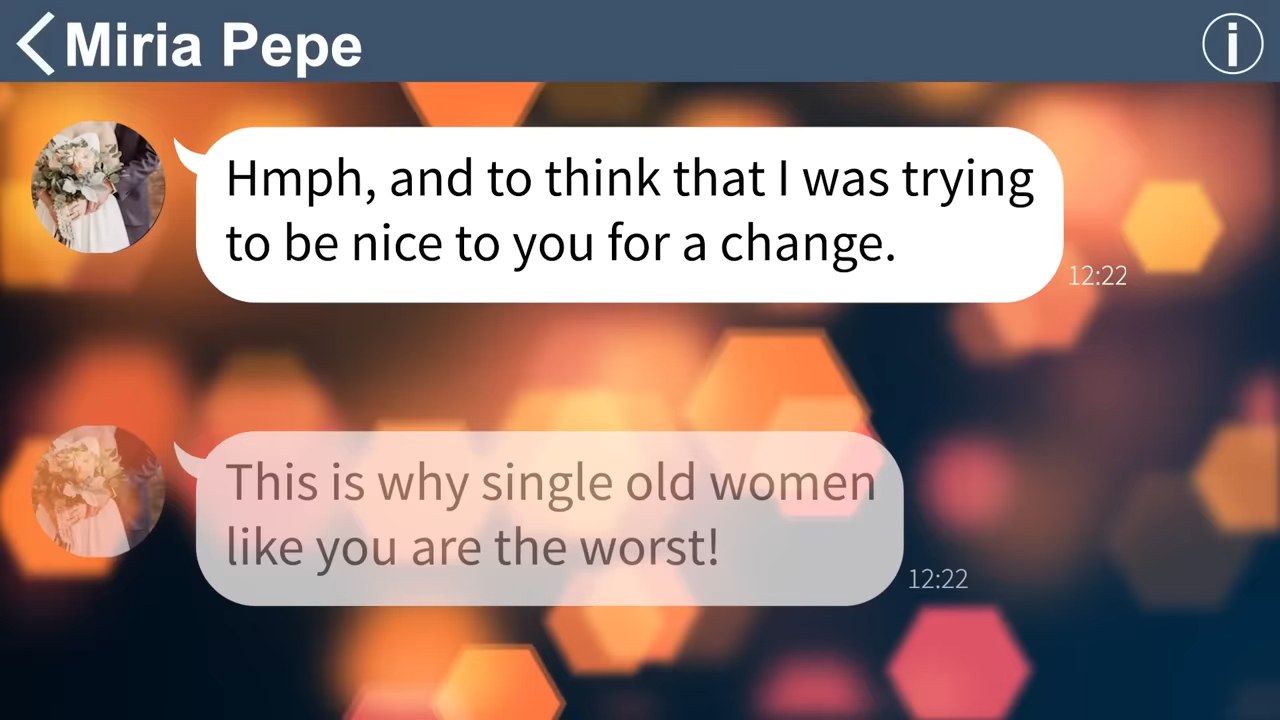 Miria Pepe
Hmph, and to think that I was trying
to be nice to you for a change.
12:22
This is why single old women
like you are the worst!
12:22